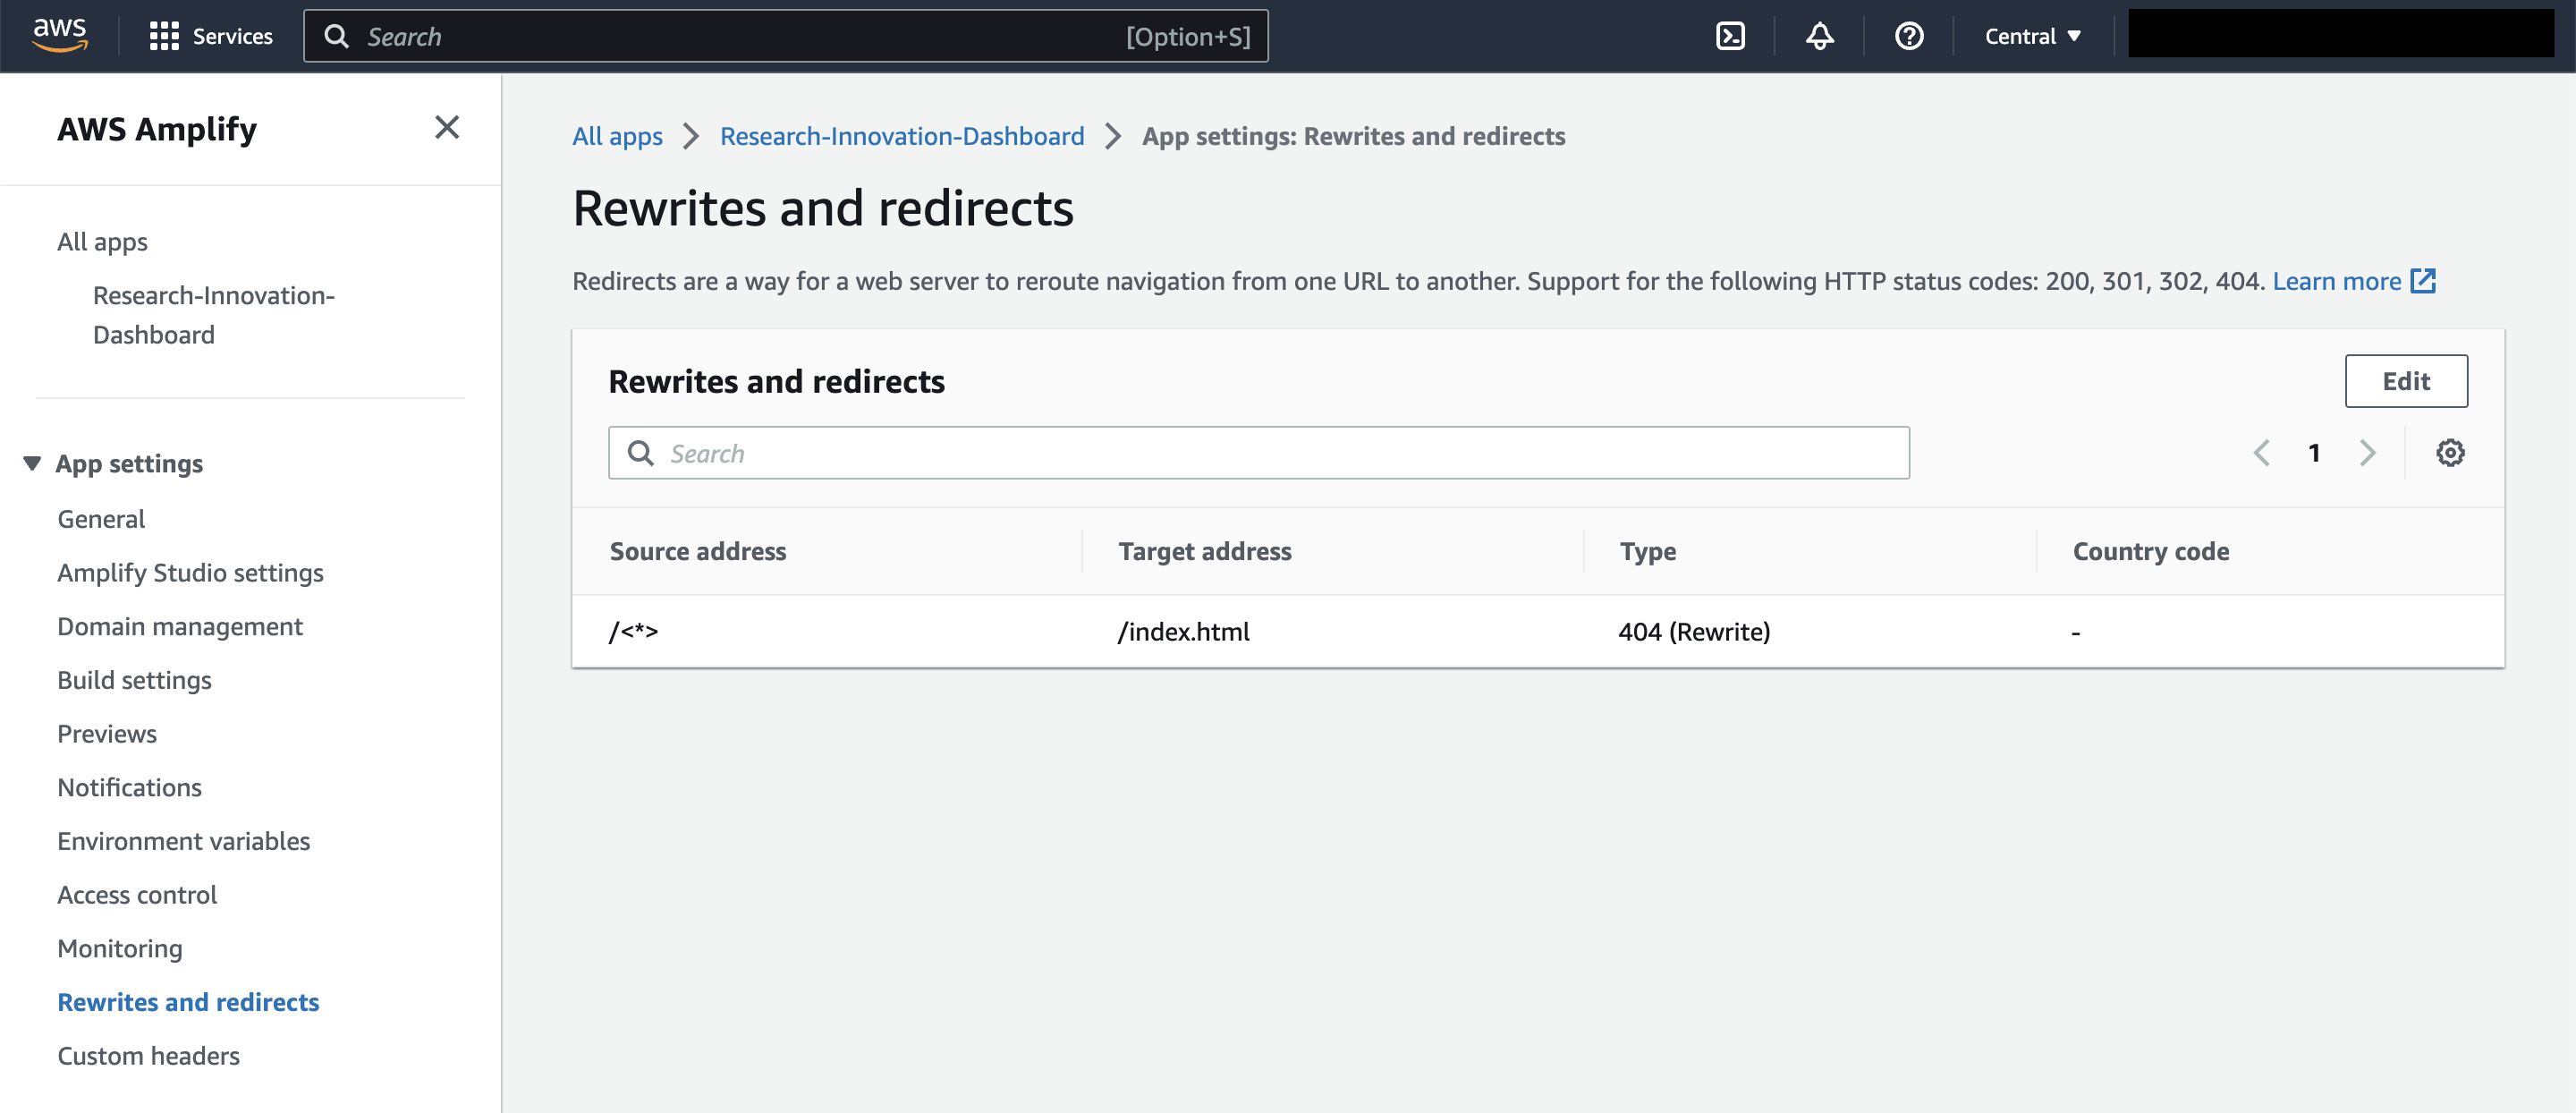 aws Services Search [Option+S] Central
AWS Amplify
All apps
Research-Innovation-
Dashboard
App settings
General
Amplify Studio settings
Domain management
Build settings
Previews
Notifications
Environment variables
Access control
Monitoring
Rewrites and redirects
Custom headers
All apps Research-Innovation-Dashboard App settings: Rewrites and redirects
Rewrites and redirects
Redirects are a way for a web server to reroute navigation from one URL to another. Support for the following HTTP status codes: 200, 301, 302, 404. Learn more
Rewrites and redirects Edit
Search 1
Source address Target address Type Country code
/<*> /index.html 404 (Rewrite) -